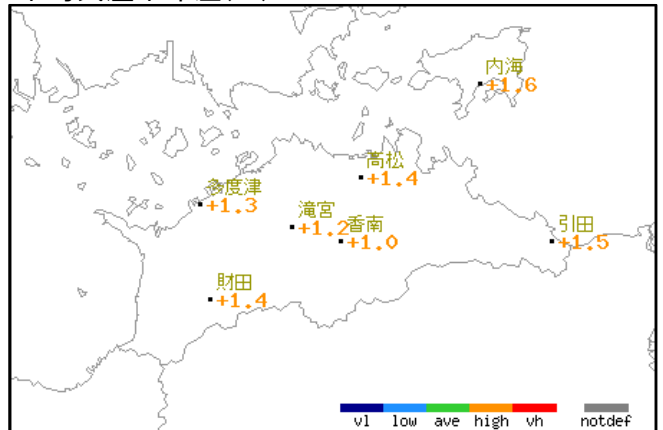 内海
+1.6
高松
+1.4
多度津
+1.3
滝宮
+1.2
香南
+1.0
引田
+1.5
財田
+1.4
vl low ave high vh notdef